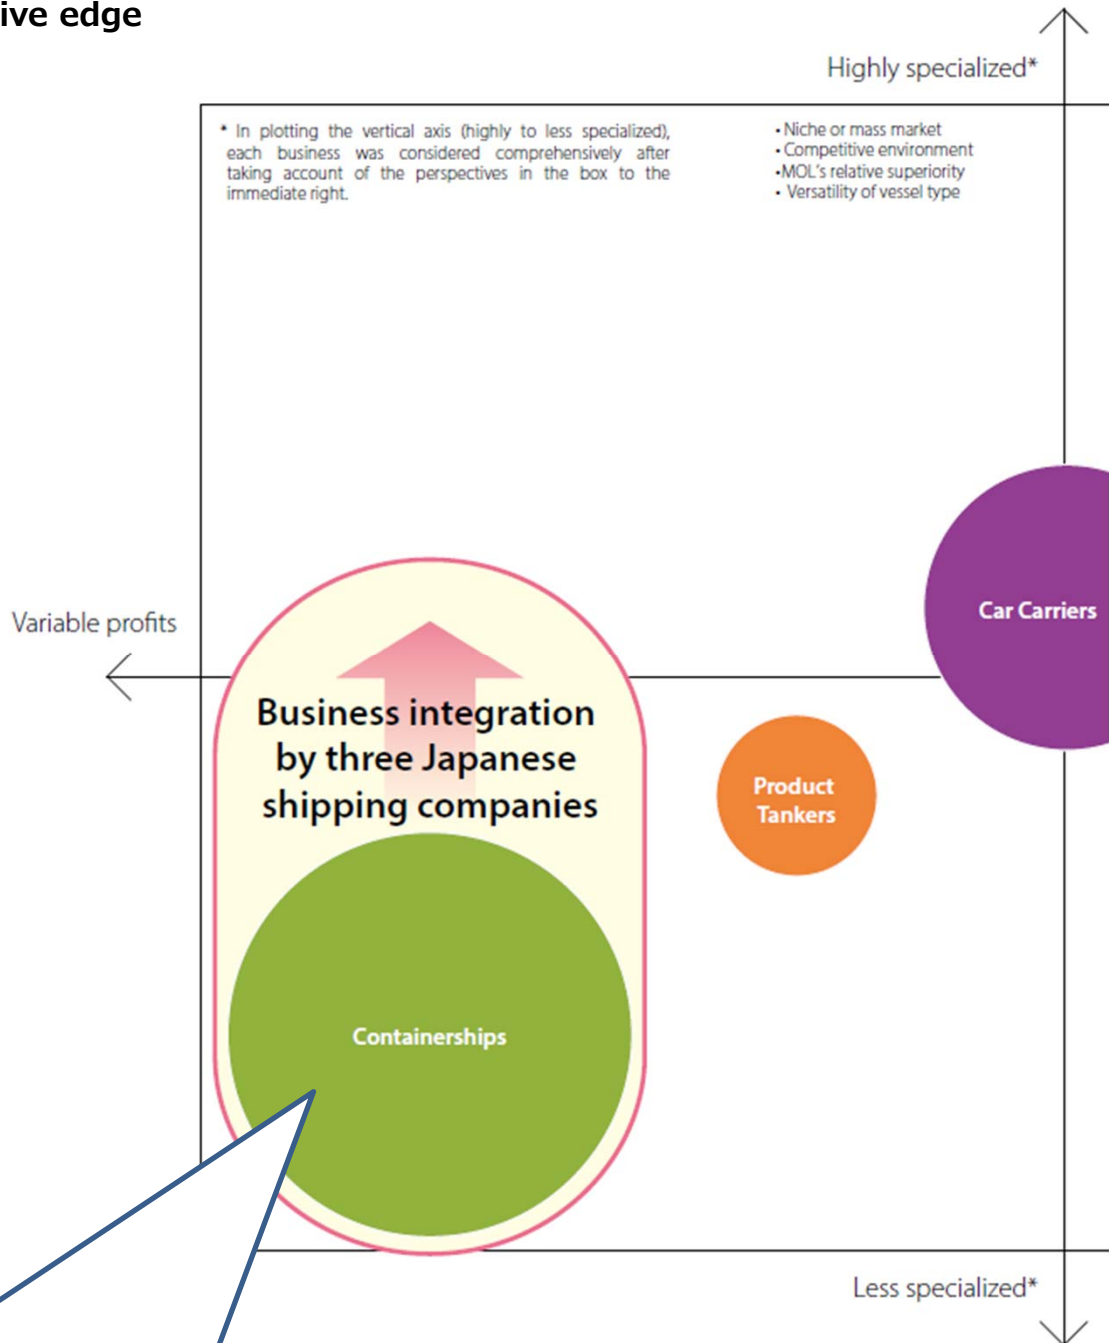 ive edge
Highly specialized*
* In plotting the vertical axis (highly to less specialized),
each business was considered comprehensively after
taking account of the perspectives in the box to the
immediate right.
• Niche or mass market
• Competitive environment
•MOL's relative superiority
• Versatility of vessel type
Car Carriers
Variable profits
Business integration
by three Japanese
shipping companies
Product
Tankers
Containerships
Less specialized*